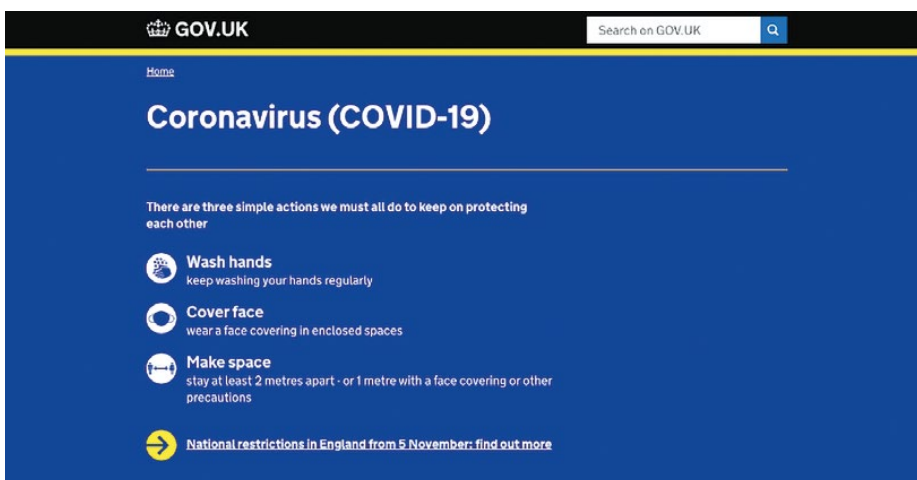 GOV.UK
Search on GOV.UK
Home
Coronavirus (COVID-19)
There are three simple actions we must all do to keep on protecting
each other
Wash hands
keep washing your hands regularly
Cover face
wear a face covering in enclosed spaces
Make space
stay at least 2 metres apart - or 1 metre with a face covering or other
precautions
National restrictions in England from 5 November: find out more